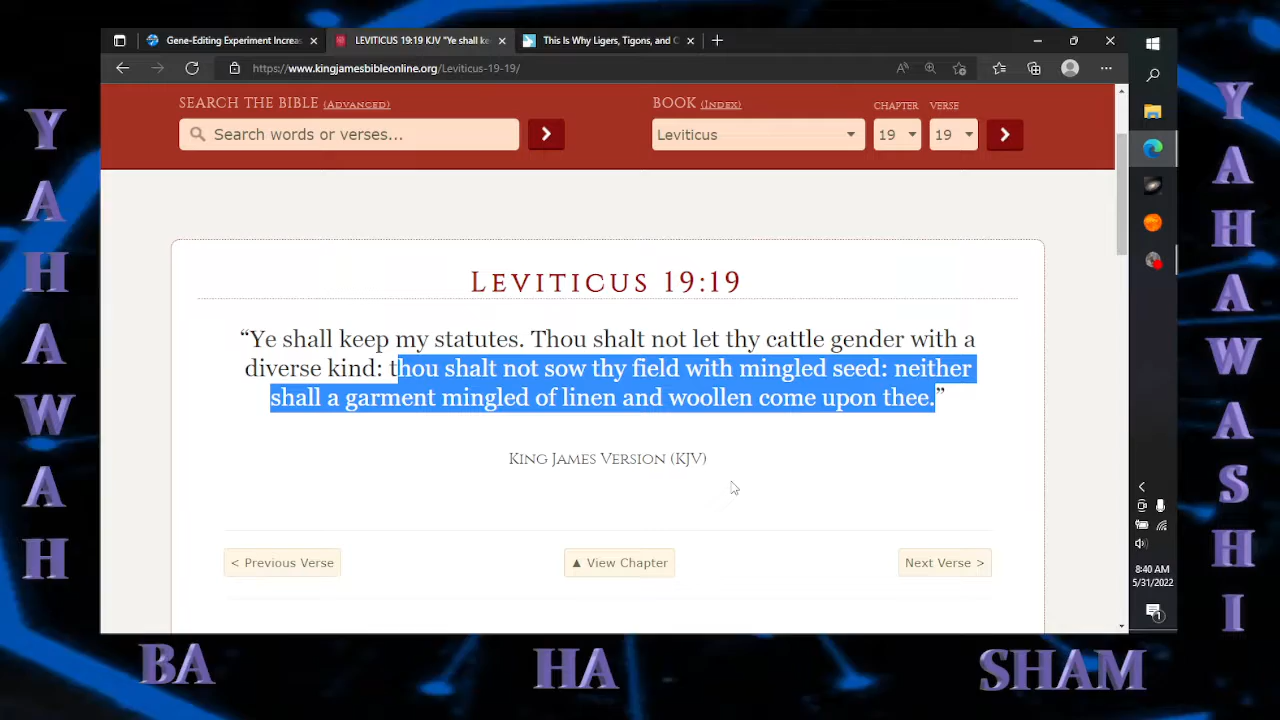 Gene-Editing Experiment Increas
LEVITICUS 19:19 KJV "Ye shall ke
This Is Why Ligers, Tigons, and C
https://www.kingjamesbibleonline.org/Leviticus-19-19/
SEARCH THE BIBLE (ADVANCED)
BOOK (INDEX)
CHAPTER
VERSE
Search words or verses...
Leviticus
19
19
LEVITICUS 19:19
“Ye shall keep my statutes. Thou shalt not let thy cattle gender with a
diverse kind: thou shalt not sow thy field with mingled seed: neither
shall a garment mingled of linen and woollen come upon thee.”
KING JAMES VERSION (KJV)
< Previous Verse
▲ View Chapter
Next Verse >
8:40 AM
5/31/2022
1
YAHAWAH
YAHAWASHI
BA
HA
SHAM